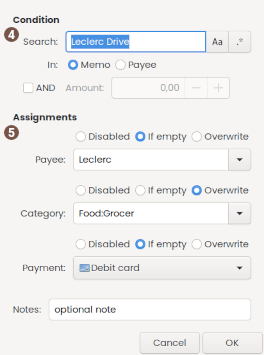 Condition
4 Search: Leclerc Drive Aa .*
In: Memo Payee
AND Amount: 0,00 − +
Assignments
5 Disabled If empty Overwrite
Payee: Leclerc
Disabled If empty Overwrite
Category: Food:Grocer
Disabled If empty Overwrite
Payment: Debit card
Notes: optional note
Cancel OK